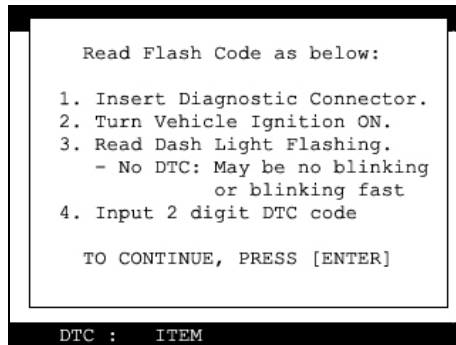 Read Flash Code as below:
1. Insert Diagnostic Connector.
2. Turn Vehicle Ignition ON.
3. Read Dash Light Flashing.
- No DTC: May be no blinking
or blinking fast
4. Input 2 digit DTC code
TO CONTINUE, PRESS [ENTER]
DTC : ITEM